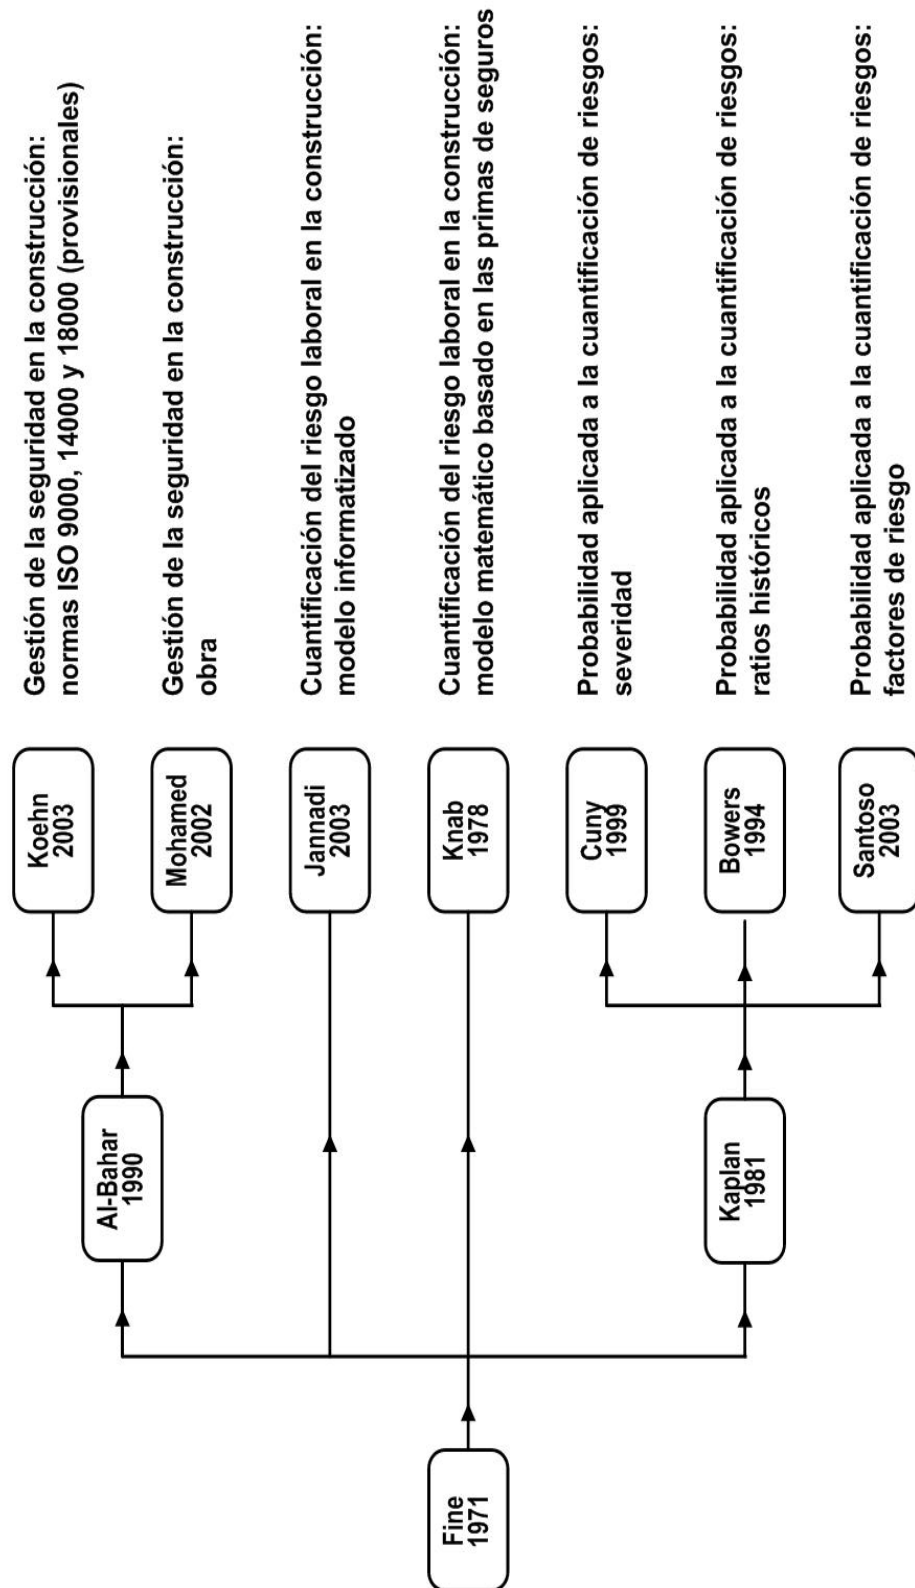 Fine
1971
Al-Bahar
1990
Kaplan
1981
Koehn
2003
Gestión de la seguridad en la construcción:
normas ISO 9000, 14000 y 18000 (provisionales)
Mohamed
2002
Gestión de la seguridad en la construcción:
obra
Jannadi
2003
Cuantificación del riesgo laboral en la construcción:
modelo informatizado
Knab
1978
Cuantificación del riesgo laboral en la construcción:
modelo matemático basado en las primas de seguros
Cuny
1999
Probabilidad aplicada a la cuantificación de riesgos:
severidad
Bowers
1994
Probabilidad aplicada a la cuantificación de riesgos:
ratios históricos
Santoso
2003
Probabilidad aplicada a la cuantificación de riesgos:
factores de riesgo